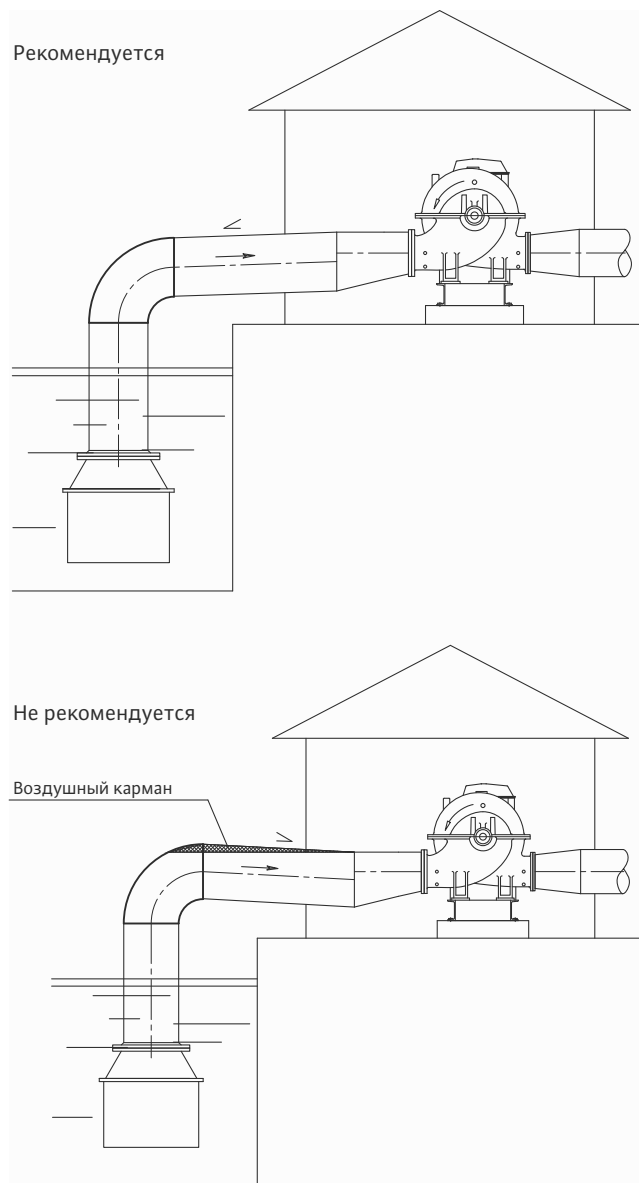 Рекомендуется
Не рекомендуется
Воздушный карман